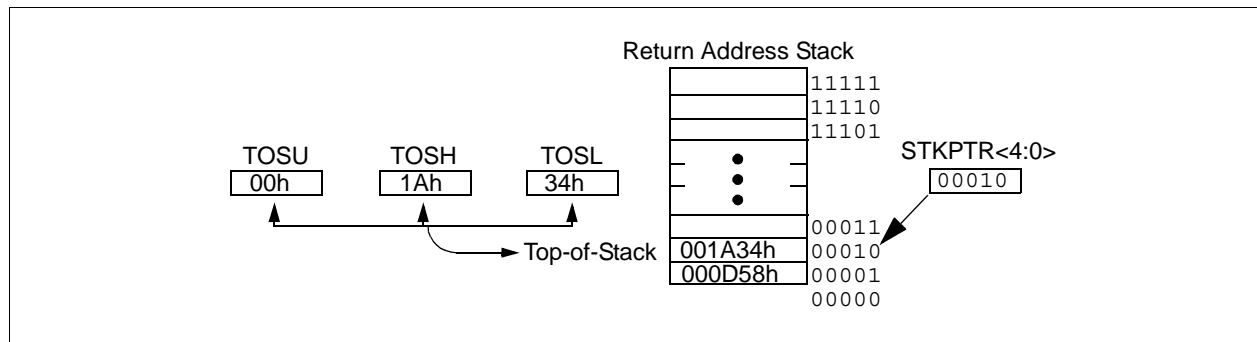 Return Address Stack
11111
11110
11101
TOSU TOSH TOSL
00h 1Ah 34h
STKPTR<4:0>
00010
00011
Top-of-Stack 001A34h 00010
000D58h 00001
00000